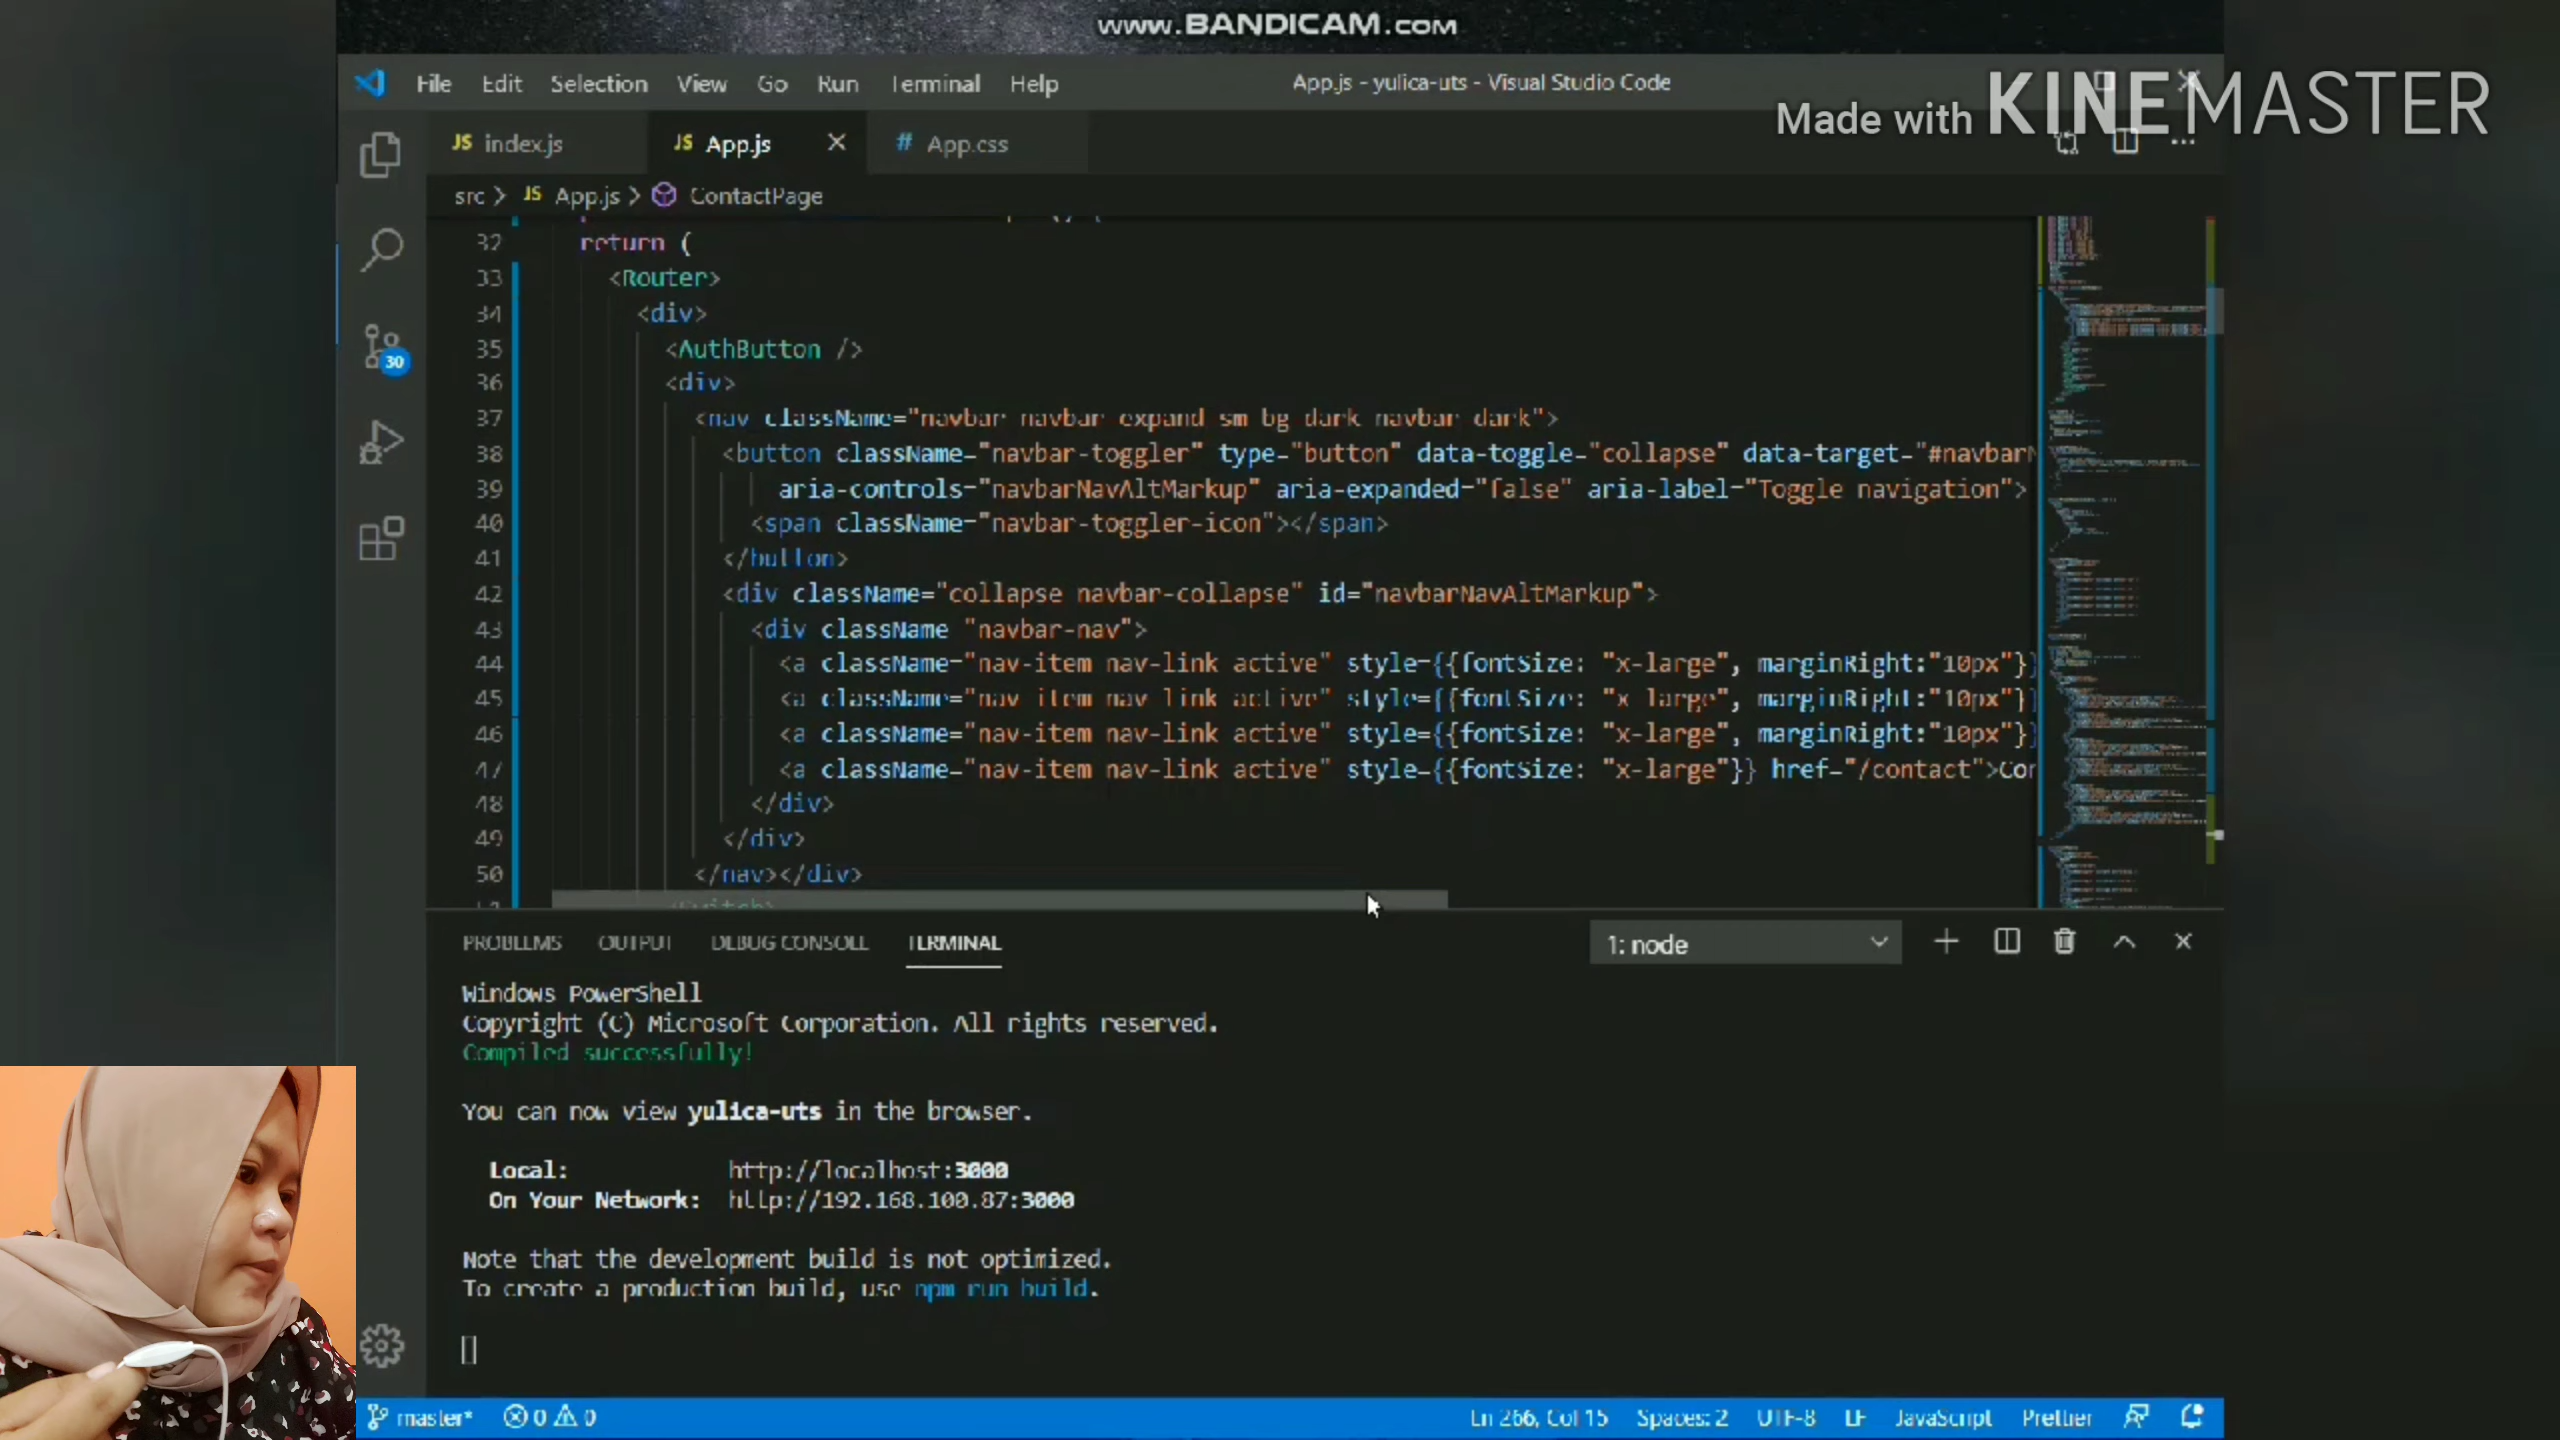 www.BANDICAM.com
File Edit Selection View Go Run Terminal Help
App.js - yulica-uts - Visual Studio Code
Made with KINEMASTER
JS index.js
JS App.js
# App.css
src > JS App.js > ContactPage
32 return (
33 <Router>
34 <div>
35 <AuthButton />
36 <div>
37 <nav className="navbar navbar-expand-sm bg-dark navbar-dark">
38 <button className="navbar-toggler" type="button" data-toggle="collapse" data-target="#navbarN
39 aria-controls="navbarNavAltMarkup" aria-expanded="false" aria-label="Toggle navigation">
40 <span className="navbar-toggler-icon"></span>
41 </button>
42 <div className="collapse navbar-collapse" id="navbarNavAltMarkup">
43 <div className="navbar-nav">
44 <a className="nav-item nav-link active" style={{fontSize: "x-large", marginRight:"10px"}}
45 <a className="nav-item nav-link active" style={{fontSize: "x-large", marginRight:"10px"}}
46 <a className="nav-item nav-link active" style={{fontSize: "x-large", marginRight:"10px"}}
47 <a className="nav-item nav-link active" style={{fontSize: "x-large"}} href="/contact">Con
48 </div>
49 </div>
50 </nav></div>
PROBLEMS OUTPUT DEBUG CONSOLE TERMINAL
1: node
Windows PowerShell
Copyright (C) Microsoft Corporation. All rights reserved.
Compiled successfully!
You can now view yulica-uts in the browser.
Local: http://localhost:3000
On Your Network: http://192.168.100.87:3000
Note that the development build is not optimized.
To create a production build, use npm run build.
30
master* 0 0
Ln 266, Col 15 Spaces: 2 UTF-8 LF JavaScript Prettier